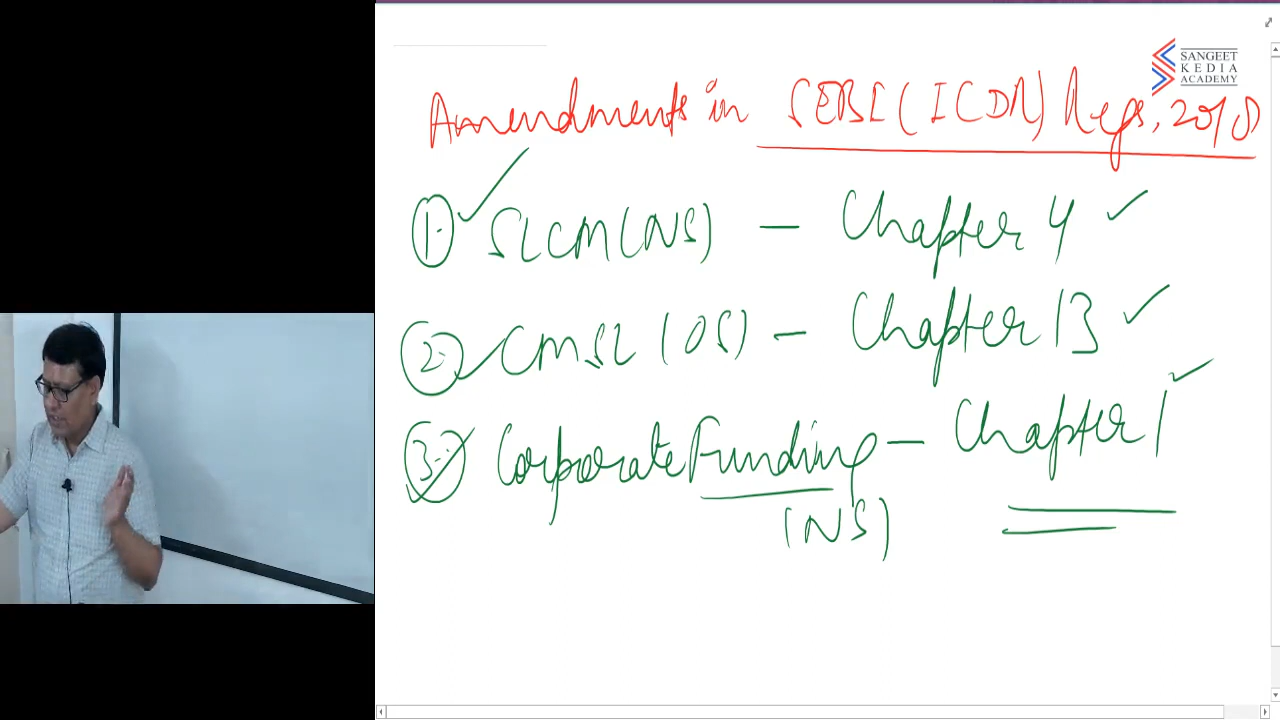 SANGEET
KEDIA
ACADEMY
Amendments in SEBI (ICDR) Regs, 2018
1. SLCM (NS) - Chapter 4
2. CMSL (OS) - Chapter 13
3. Corporate Funding - Chapter 1
(NS)